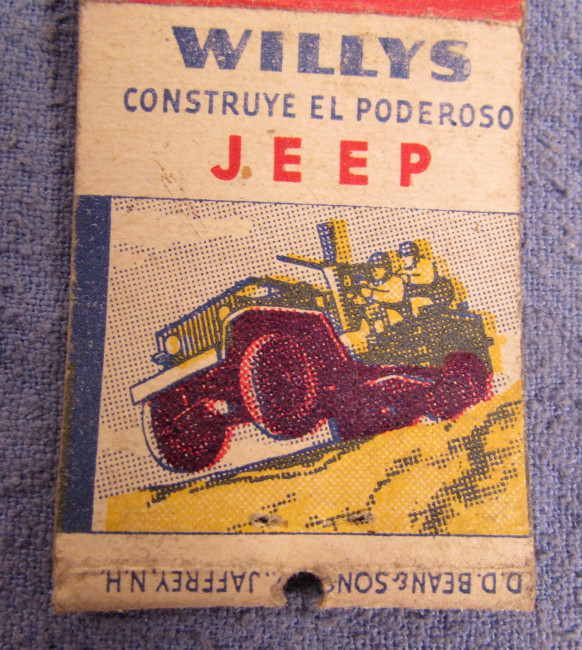 WILLYS
CONSTRUYE EL PODEROSO
JEEP
D.D. BEAN & SONS JAFFREY, N.H.